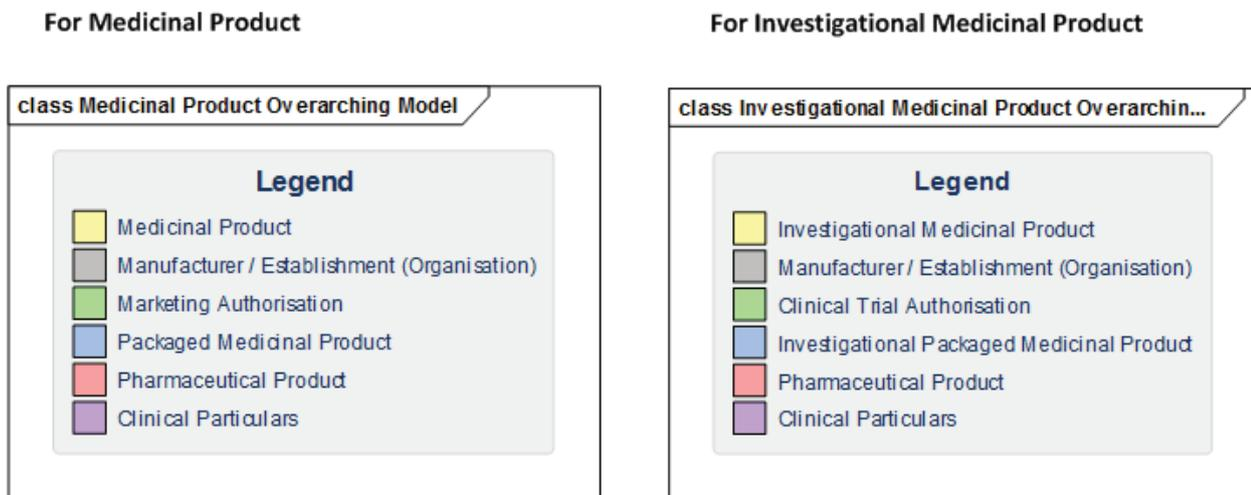 For Medicinal Product
class Medicinal Product Overarching Model
Legend
Medicinal Product
Manufacturer / Establishment (Organisation)
Marketing Authorisation
Packaged Medicinal Product
Pharmaceutical Product
Clinical Particulars
For Investigational Medicinal Product
class Investigational Medicinal Product Overarchin...
Legend
Investigational Medicinal Product
Manufacturer / Establishment (Organisation)
Clinical Trial Authorisation
Investigational Packaged Medicinal Product
Pharmaceutical Product
Clinical Particulars